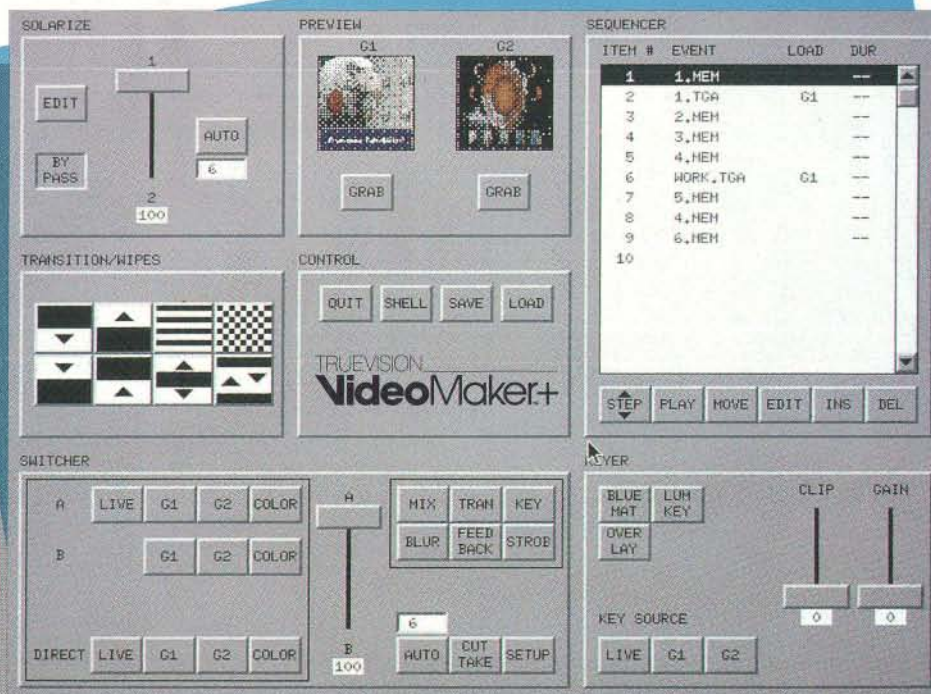 SOLARIZE
1
EDIT
AUTO
BY
PASS
6
2
100
PREVIEW
G1
G2
GRAB
GRAB
SEQUENCER
ITEM # EVENT LOAD DUR
1 1.MEM --
2 1.TGA G1 --
3 2.MEM --
4 3.MEM --
5 4.MEM --
6 WORK.TGA G1 --
7 5.MEM --
8 4.MEM --
9 6.MEM --
10
STEP PLAY MOVE EDIT INS DEL
TRANSITION/WIPES
CONTROL
QUIT SHELL SAVE LOAD
TRUEVISION
VideoMaker+
SWITCHER
A LIVE G1 G2 COLOR
B G1 G2 COLOR
DIRECT LIVE G1 G2 COLOR
A
B
100
MIX TRAN KEY
BLUR FEED BACK STROB
6
AUTO CUT TAKE SETUP
EYER
BLUE MAT LUM KEY
OVER LAY
CLIP GAIN
0 0
KEY SOURCE
LIVE G1 G2